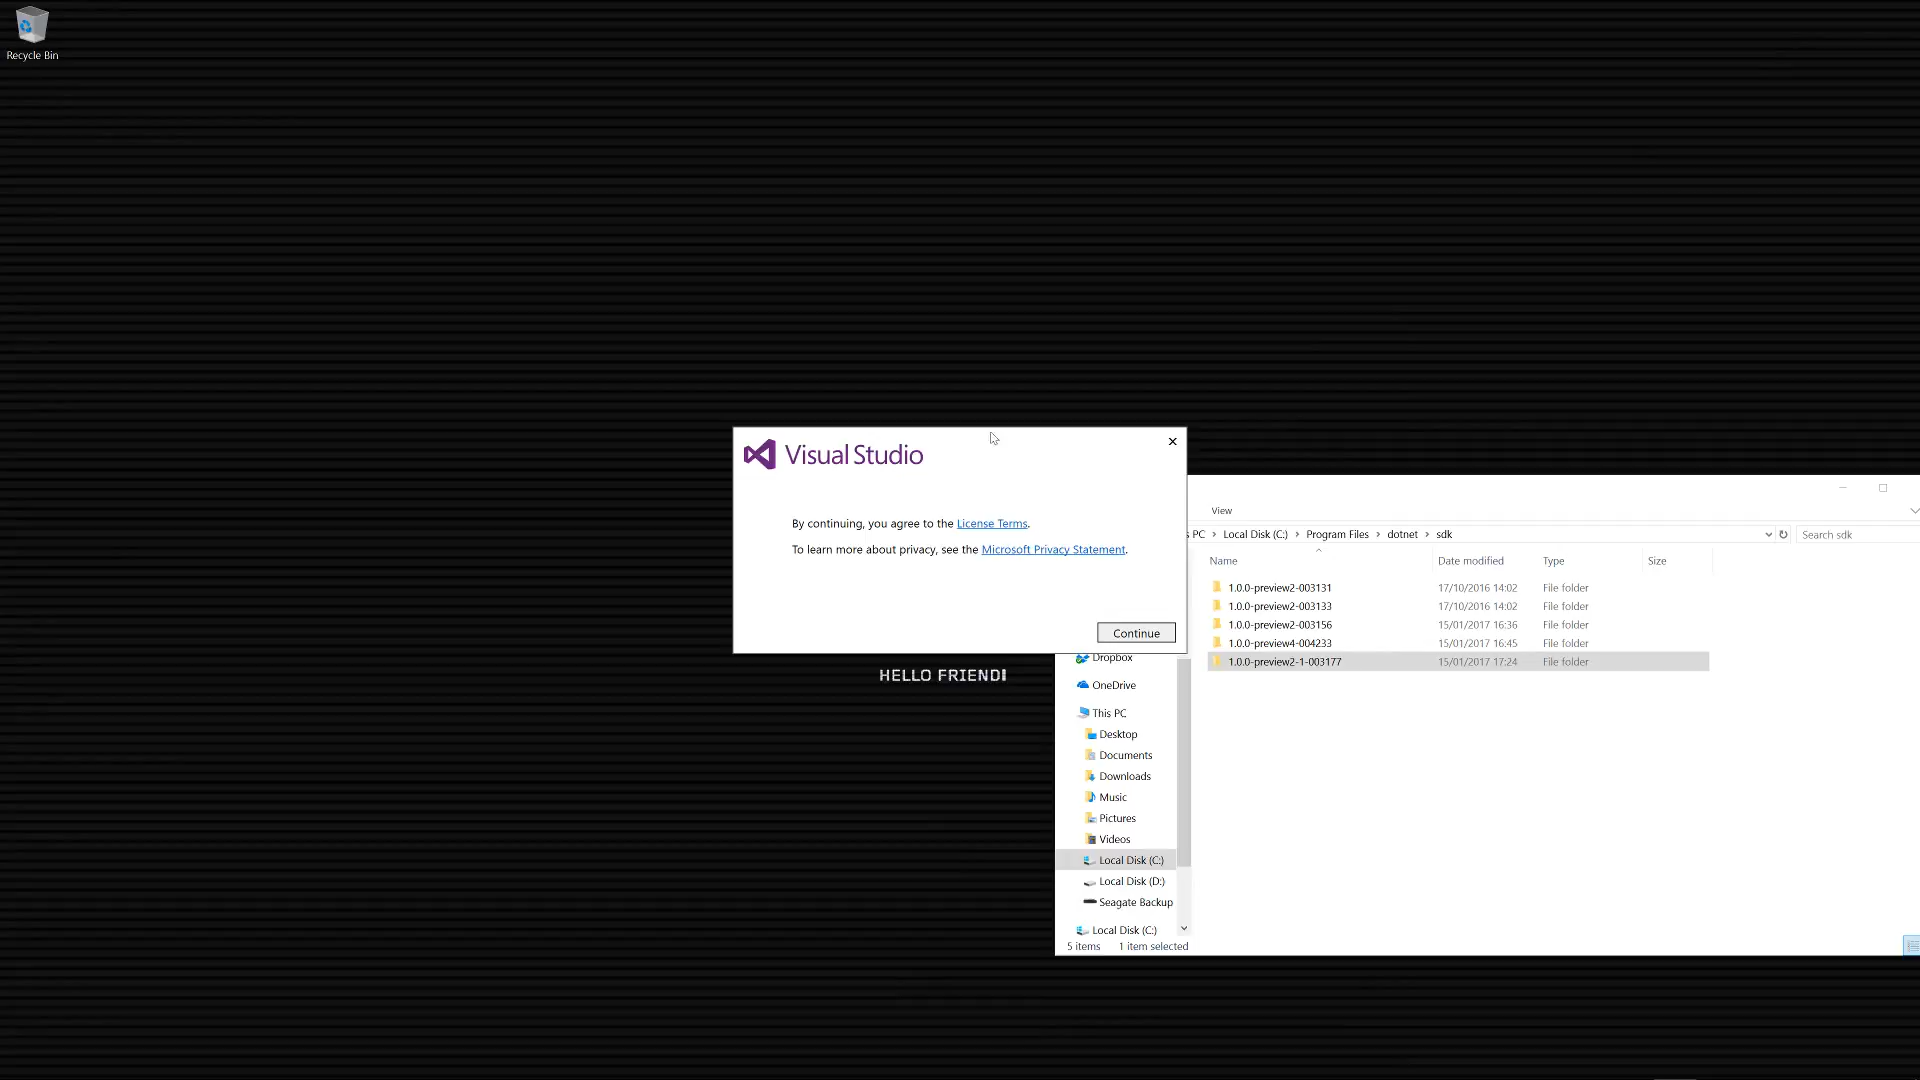 Recycle Bin
Visual Studio
By continuing, you agree to the License Terms.
To learn more about privacy, see the Microsoft Privacy Statement.
Continue
HELLO FRIEND!
View
PC > Local Disk (C:) > Program Files > dotnet > sdk
Search sdk
Name Date modified Type Size
1.0.0-preview2-003131 17/10/2016 14:02 File folder
1.0.0-preview2-003133 17/10/2016 14:02 File folder
1.0.0-preview2-003156 15/01/2017 16:36 File folder
1.0.0-preview4-004233 15/01/2017 16:45 File folder
1.0.0-preview2-1-003177 15/01/2017 17:24 File folder
Dropbox
OneDrive
This PC
Desktop
Documents
Downloads
Music
Pictures
Videos
Local Disk (C:)
Local Disk (D:)
Seagate Backup
Local Disk (C:)
5 items 1 item selected